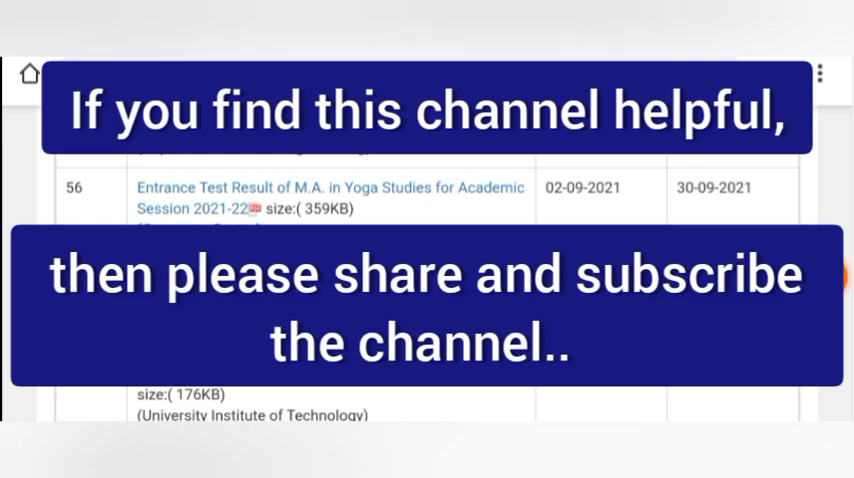 If you find this channel helpful,
56
Entrance Test Result of M.A. in Yoga Studies for Academic
02-09-2021
30-09-2021
Session 2021-22 size:( 359KB)
then please share and subscribe
the channel..
size:( 176KB)
(University Institute of Technology)